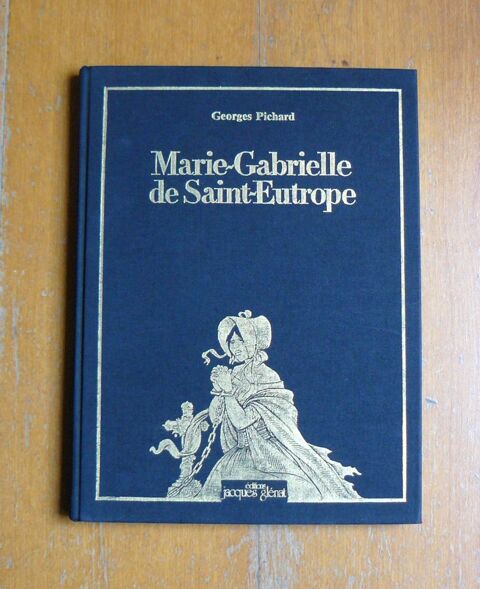 Georges Pichard
Marie-Gabrielle
de Saint-Eutrope
éditions
jacques glénat